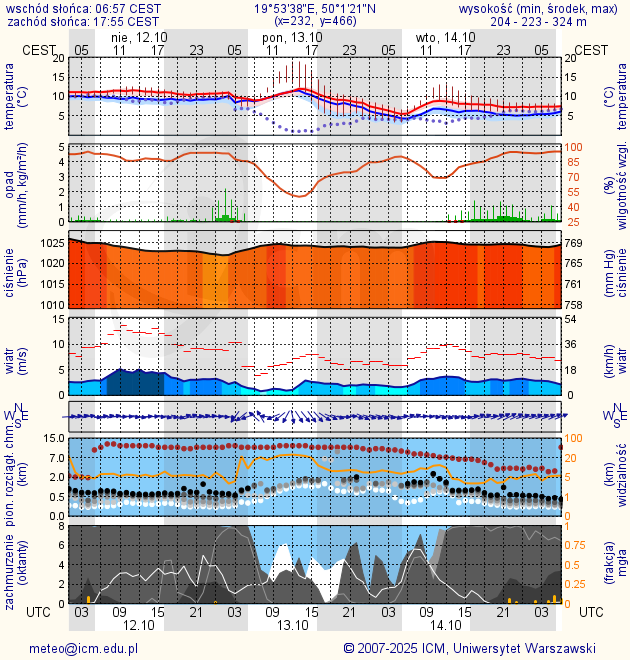 wschód słońca: 06:57 CEST 19°53'38"E, 50°1'21"N wysokość (min, środek, max)
zachód słońca: 17:55 CEST (x=232, y=466) 204 - 223 - 324 m
nie, 12.10 pon, 13.10 wto, 14.10
CEST 05 11 17 23 05 11 17 23 05 11 17 23 05 CEST
temperatura (°C) 20 15 10 5 20 15 10 5 (°C) temperatura
opad (mm/h, kg/m²/h) 5 4 3 2 1 0 100 85 70 55 40 25 (%) wilgotność wzgl.
ciśnienie (hPa) 1025 1020 1015 1010 769 765 761 758 (mm Hg) ciśnienie
wiatr (m/s) 15 10 5 0 54 36 18 0 (km/h) wiatr
N W E S N W E S
pion. rozciągł. chm. (km) 15.0 7.0 2.0 0.5 0.0 100 20 5 1 0 (km) widzialność
zachmurzenie (oktanty) 8 6 4 2 0 1 0.75 0.5 0.25 0 (frakcja) mgła
UTC 03 09 15 21 03 09 15 21 03 09 15 21 03 UTC
12.10 13.10 14.10
meteo@icm.edu.pl © 2007-2025 ICM, Uniwersytet Warszawski